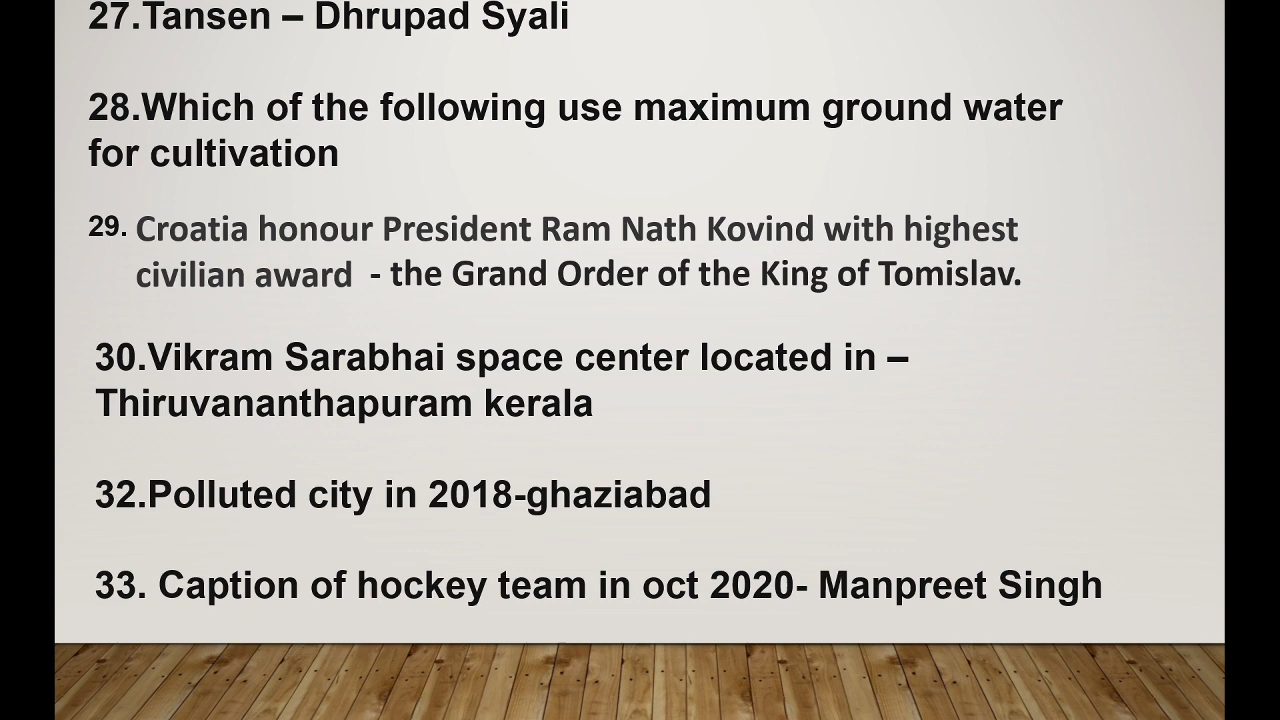 27.Tansen – Dhrupad Syali
28.Which of the following use maximum ground water
for cultivation
29. Croatia honour President Ram Nath Kovind with highest
civilian award - the Grand Order of the King of Tomislav.
30.Vikram Sarabhai space center located in –
Thiruvananthapuram kerala
32.Polluted city in 2018-ghaziabad
33. Caption of hockey team in oct 2020- Manpreet Singh